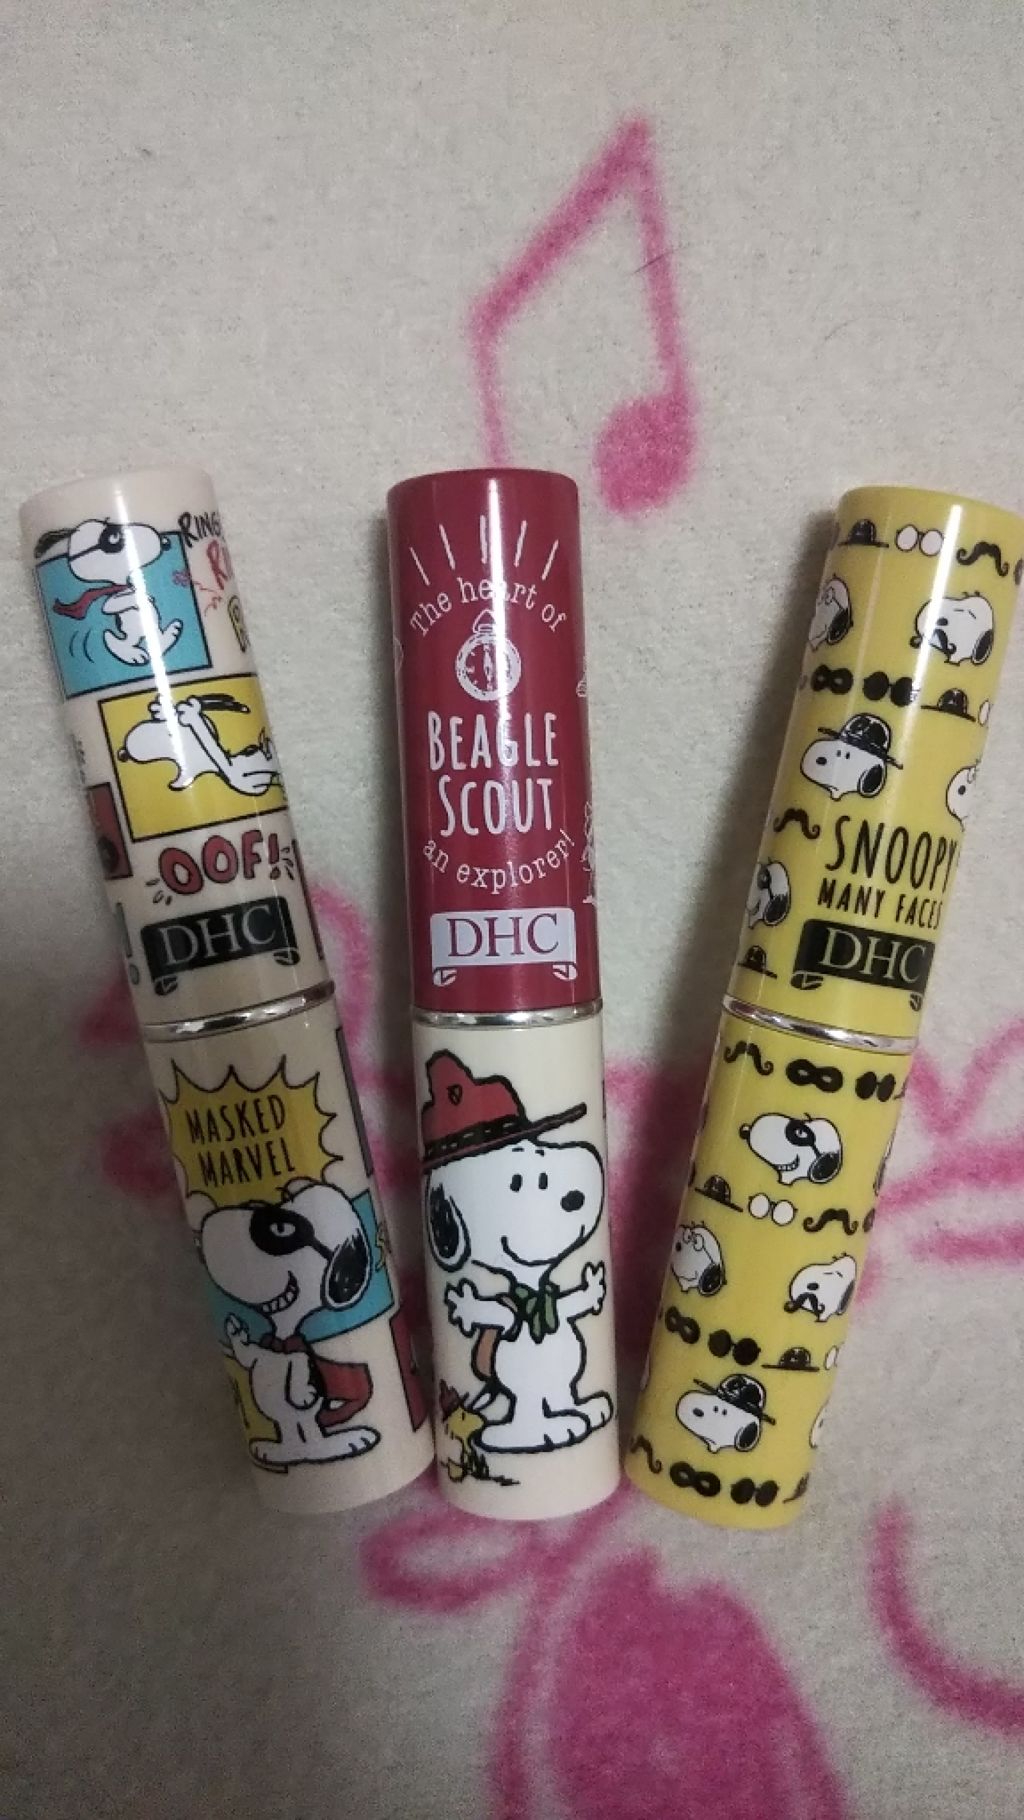 OOF!
DHC
MASKED
MARVEL
The heart of
BEAGLE
SCOUT
an explorer!
DHC
SNOOPY
MANY FACES
DHC